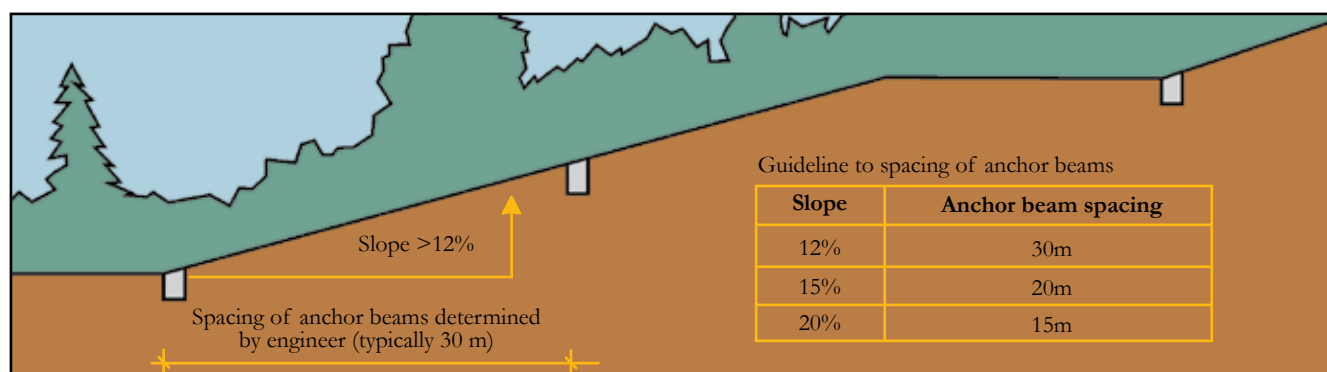 Slope >12%
Spacing of anchor beams determined
by engineer (typically 30 m)
Guideline to spacing of anchor beams
Slope Anchor beam spacing
12% 30m
15% 20m
20% 15m